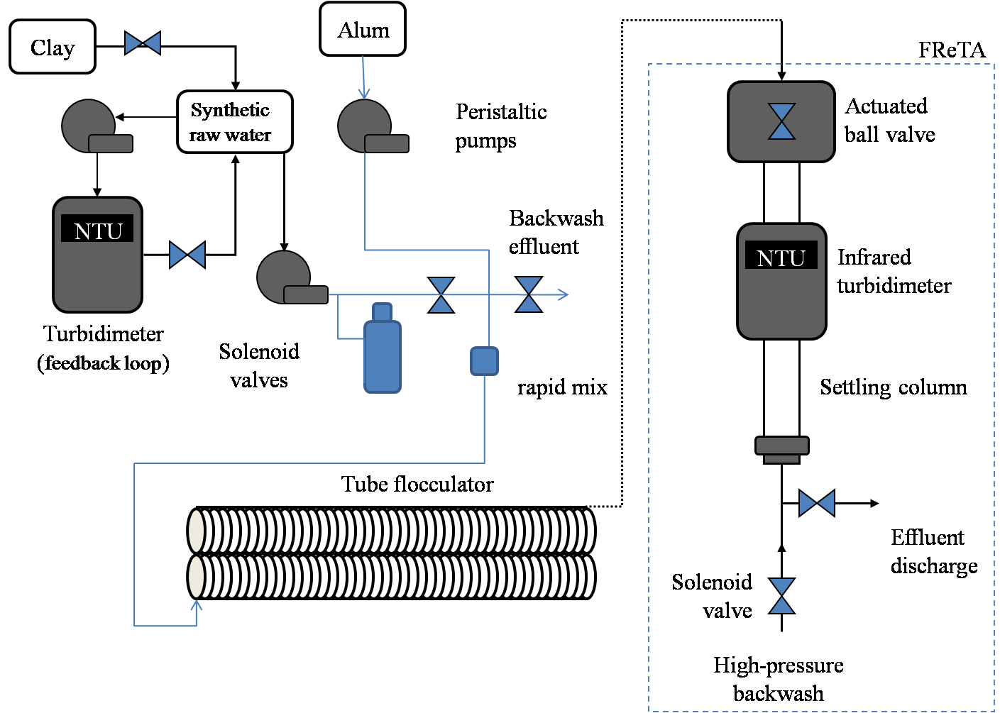 Clay
Alum
FReTA
Synthetic
raw water
Peristaltic
pumps
Actuated
ball valve
NTU
Backwash
effluent
NTU
Infrared
turbidimeter
Turbidimeter
(feedback loop)
Solenoid
valves
rapid mix
Settling column
Tube flocculator
Effluent
discharge
Solenoid
valve
High-pressure
backwash